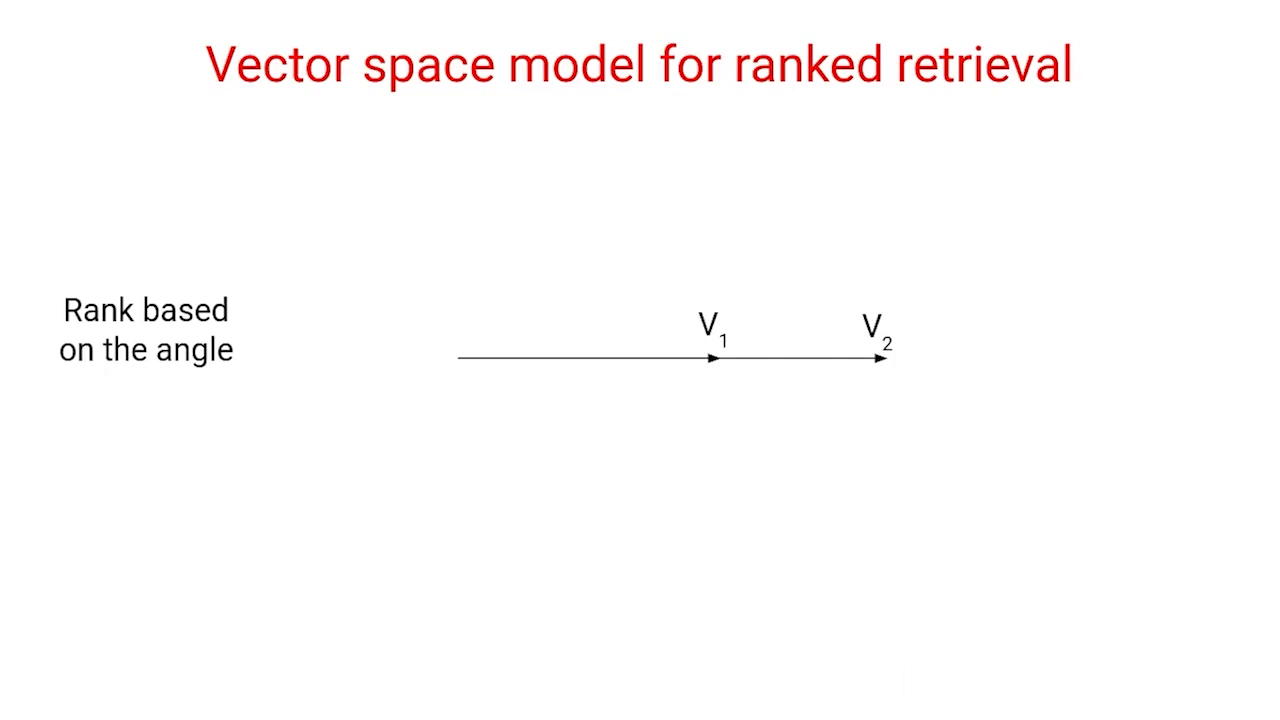 Vector space model for ranked retrieval
Rank based
on the angle
V1
V2